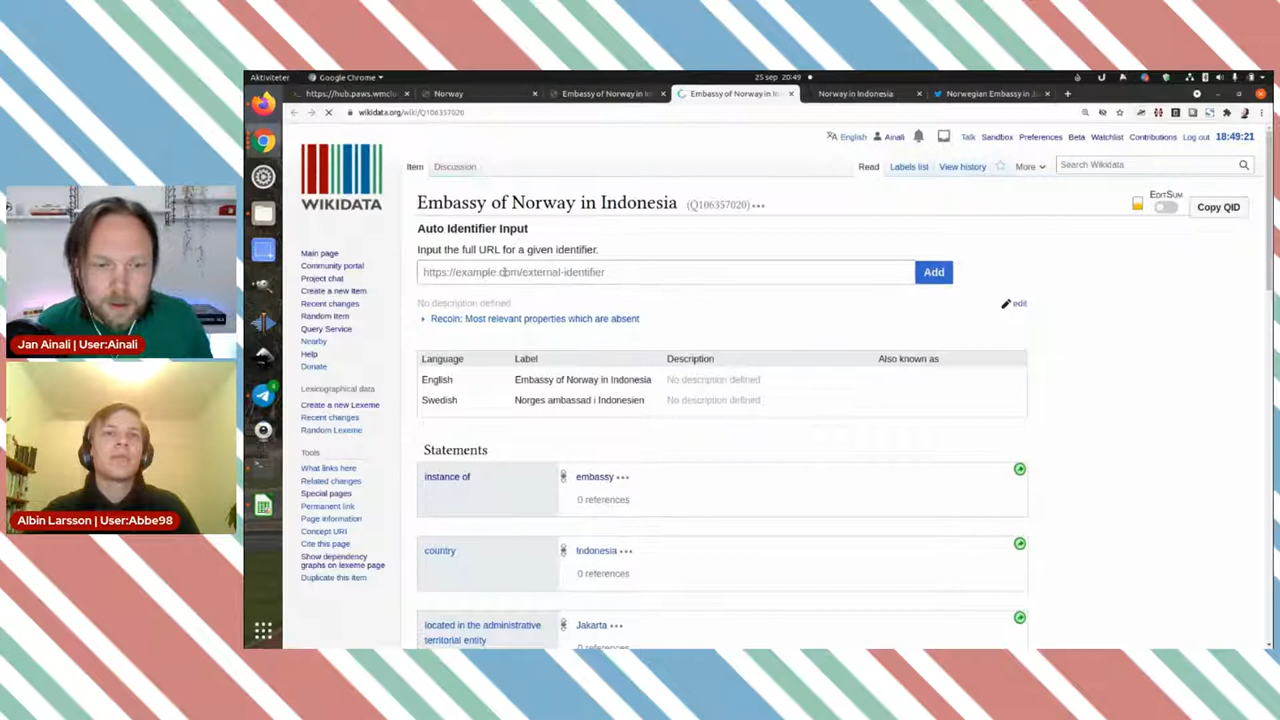 Aktiviteter
Google Chrome
25 sep 20:49
https://hub.paws.wmclo
Norway
Embassy of Norway in In
Embassy of Norway in In
Norway in Indonesia
Norwegian Embassy in Ja
wikidata.org/wiki/Q106357020
English
Ainali
Talk
Sandbox
Preferences
Beta
Watchlist
Contributions
Log out
18:49:21
WIKIDATA
Item
Discussion
Read
Labels list
View history
More
Search Wikidata
Embassy of Norway in Indonesia (Q106357020)
EditSum
Copy QID
Auto Identifier Input
Input the full URL for a given identifier.
https://example.com/external-identifier
Add
No description defined
edit
Recoin: Most relevant properties which are absent
Language Label Description Also known as
English Embassy of Norway in Indonesia No description defined
Swedish Norges ambassad i Indonesien No description defined
Statements
instance of
embassy
0 references
country
Indonesia
0 references
located in the administrative
territorial entity
Jakarta
0 references
Main page
Community portal
Project chat
Create a new Item
Recent changes
Random Item
Query Service
Nearby
Help
Donate
Lexicographical data
Create a new Lexeme
Recent changes
Random Lexeme
Tools
What links here
Related changes
Special pages
Permanent link
Page information
Concept URI
Cite this page
Show dependency
graphs on lexeme page
Duplicate this item
Jan Ainali | User:Ainali
Albin Larsson | User:Abbe98